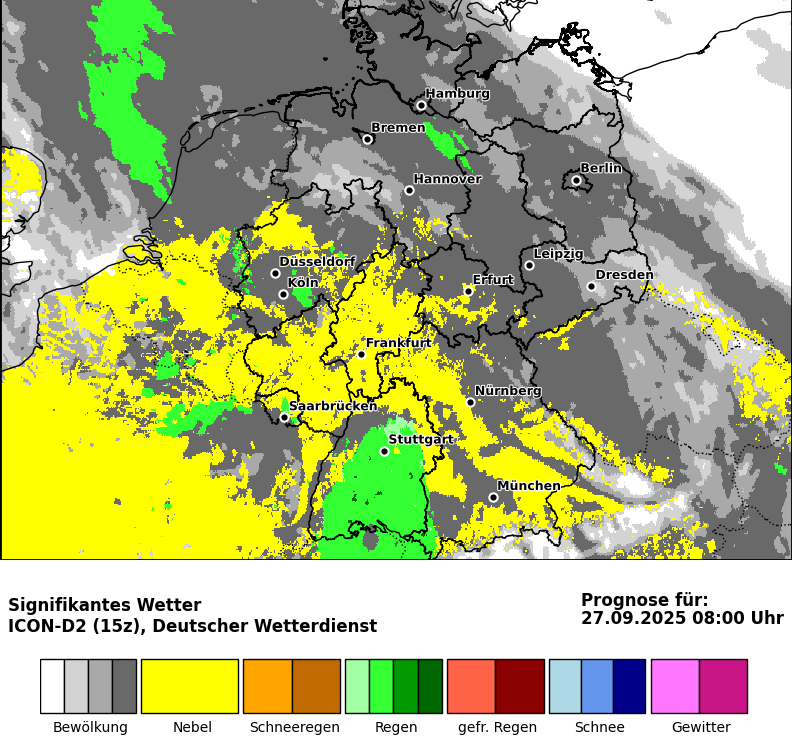 Hamburg
Bremen
Berlin
Hannover
Leipzig
Düsseldorf
Dresden
Köln
Erfurt
Frankfurt
Nürnberg
Saarbrücken
Stuttgart
München
Signifikantes Wetter
ICON-D2 (15z), Deutscher Wetterdienst
Prognose für:
27.09.2025 08:00 Uhr
Bewölkung Nebel Schneeregen Regen gefr. Regen Schnee Gewitter